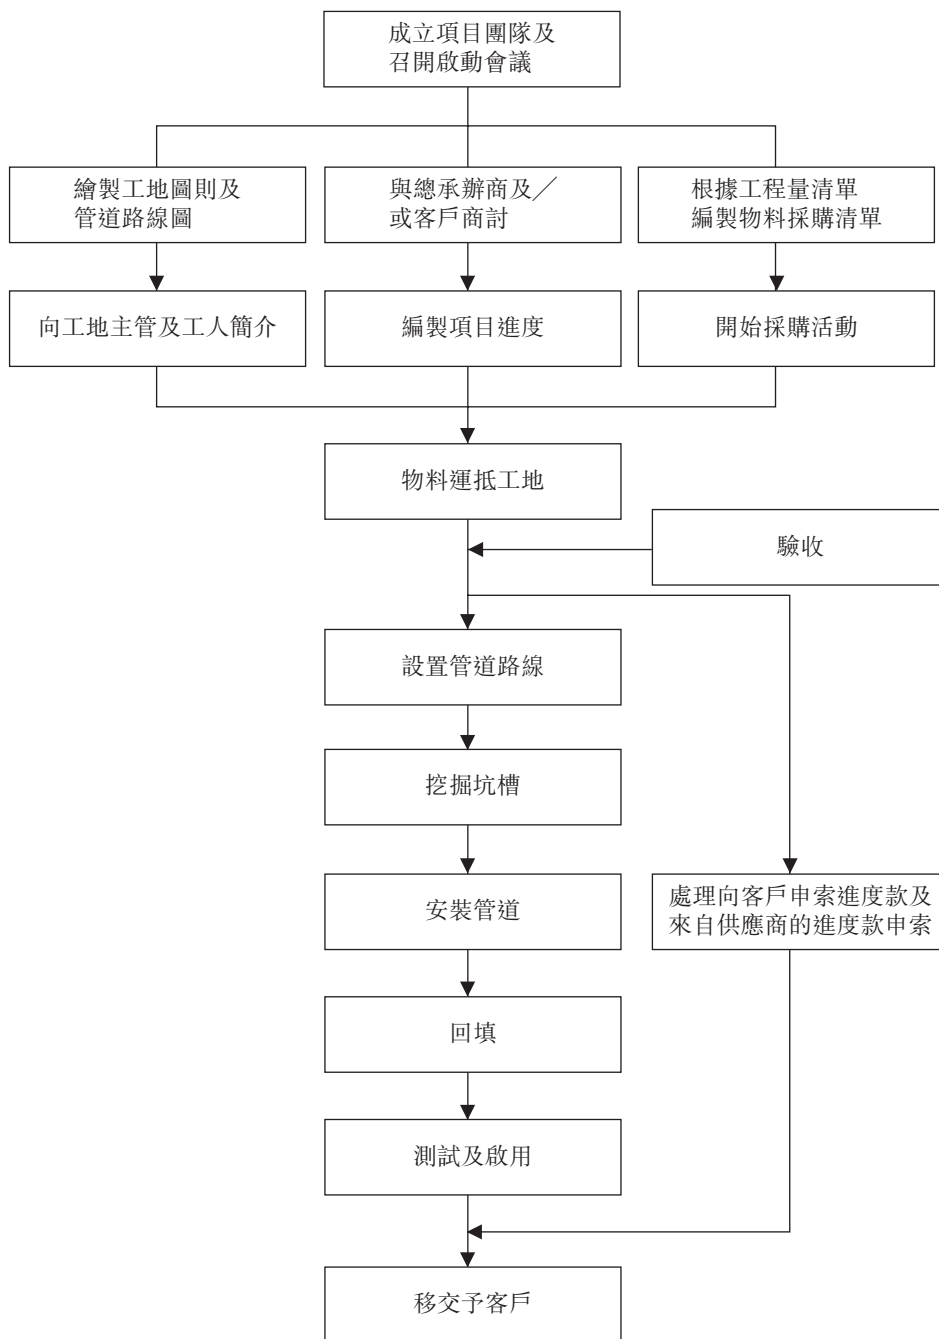 成立項目團隊及
召開啟動會議
繪製工地圖則及
管道路線圖
與總承辦商及╱
或客戶商討
根據工程量清單
編製物料採購清單
向工地主管及工人簡介
編製項目進度
開始採購活動
物料運抵工地
驗收
設置管道路線
挖掘坑槽
安裝管道
處理向客戶申索進度款及
來自供應商的進度款申索
回填
測試及啟用
移交予客戶